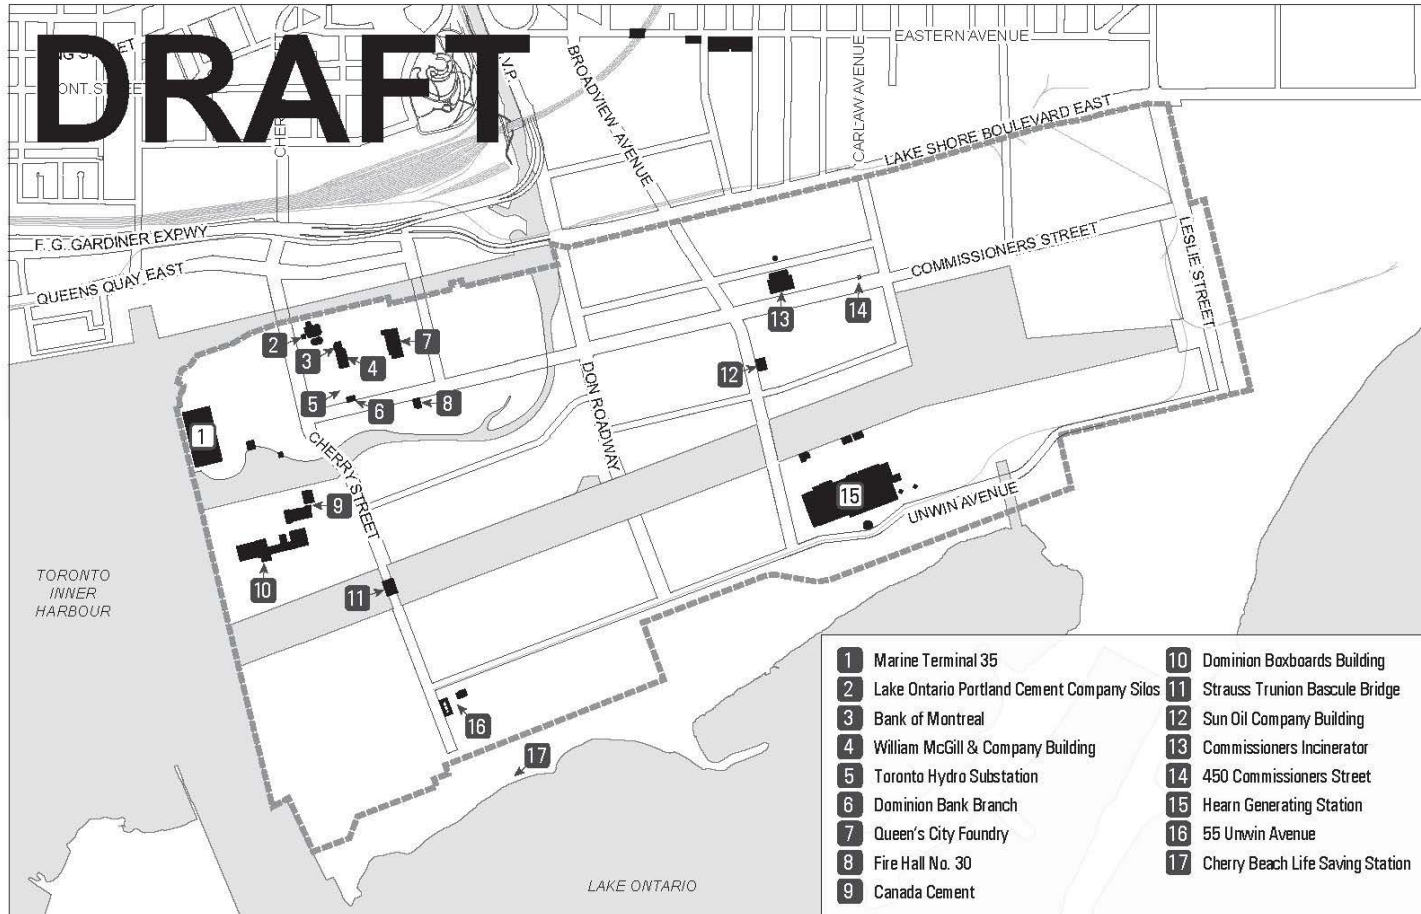 DRAFT
EASTERN AVENUE
BROADVIEW AVENUE
CARLAW AVENUE
LAKE SHORE BOULEVARD EAST
F. G. GARDINER EXPWY
QUEENS QUAY EAST
COMMISSIONERS STREET
LESLIE STREET
DON ROADWAY
CHERRY STREET
UNWIN AVENUE
1
2
3
4
5
6
7
8
9
10
11
12
13
14
15
16
17
TORONTO
INNER
HARBOUR
LAKE ONTARIO
1 Marine Terminal 35
2 Lake Ontario Portland Cement Company Silos
3 Bank of Montreal
4 William McGill & Company Building
5 Toronto Hydro Substation
6 Dominion Bank Branch
7 Queen's City Foundry
8 Fire Hall No. 30
9 Canada Cement
10 Dominion Boxboards Building
11 Strauss Trunion Bascule Bridge
12 Sun Oil Company Building
13 Commissioners Incinerator
14 450 Commissioners Street
15 Hearn Generating Station
16 55 Unwin Avenue
17 Cherry Beach Life Saving Station